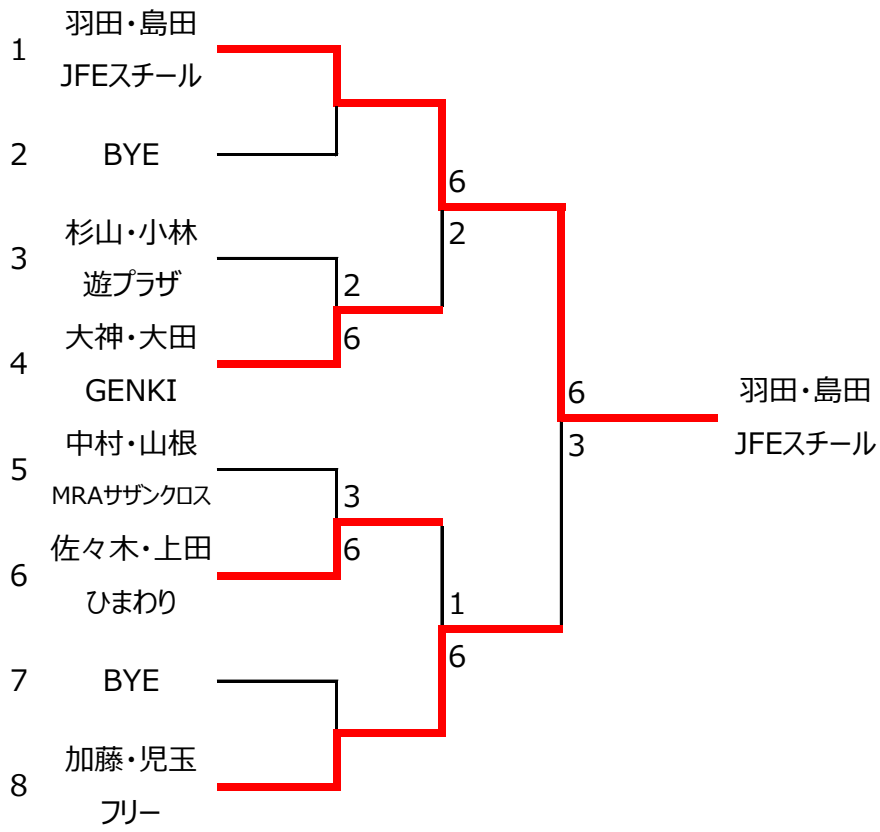 1
羽田・島田
JFEスチール
2
BYE
6
2
3
杉山・小林
遊プラザ
2
6
4
大神・大田
GENKI
6
3
羽田・島田
JFEスチール
5
中村・山根
MRAサザンクロス
3
6
6
佐々木・上田
ひまわり
1
6
7
BYE
8
加藤・児玉
フリー